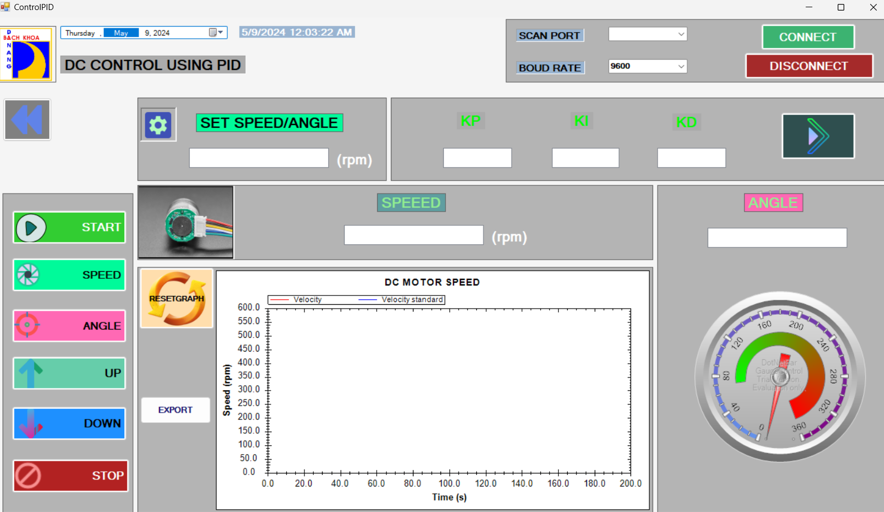 ControlPID
ĐÀ NẴNG
BACH KHOA
Thursday , May 9, 2024
5/9/2024 12:03:22 AM
DC CONTROL USING PID
SCAN PORT
BOUD RATE
9600
CONNECT
DISCONNECT
SET SPEED/ANGLE
(rpm)
KP
KI
KD
START
SPEED
ANGLE
UP
DOWN
STOP
SPEEED
(rpm)
ANGLE
RESETGRAPH
EXPORT
DC MOTOR SPEED
Velocity
Velocity standard
Speed (rpm)
600.0
550.0
500.0
450.0
400.0
350.0
300.0
250.0
200.0
150.0
100.0
50.0
0.0
0.0 20.0 40.0 60.0 80.0 100.0 120.0 140.0 160.0 180.0 200.0
Time (s)
0
40
80
120
160
200
240
280
320
360
Gauge Control